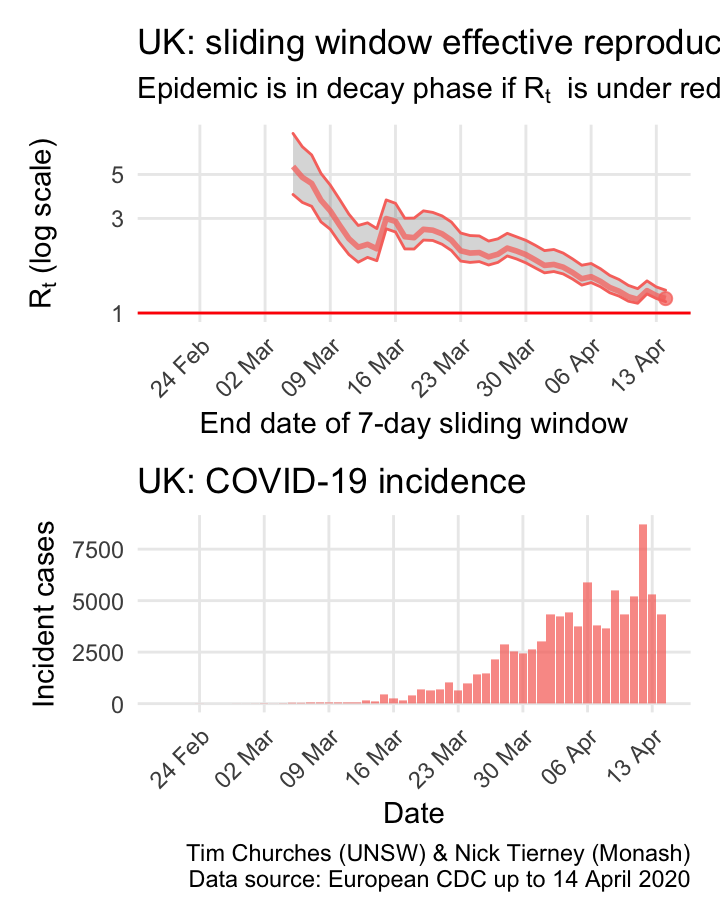 UK: sliding window effective reproduc
Epidemic is in decay phase if Rt is under red
Rt (log scale)
5
3
1
24 Feb
02 Mar
09 Mar
16 Mar
23 Mar
30 Mar
06 Apr
13 Apr
End date of 7-day sliding window
UK: COVID-19 incidence
Incident cases
7500
5000
2500
0
24 Feb
02 Mar
09 Mar
16 Mar
23 Mar
30 Mar
06 Apr
13 Apr
Date
Tim Churches (UNSW) & Nick Tierney (Monash)
Data source: European CDC up to 14 April 2020